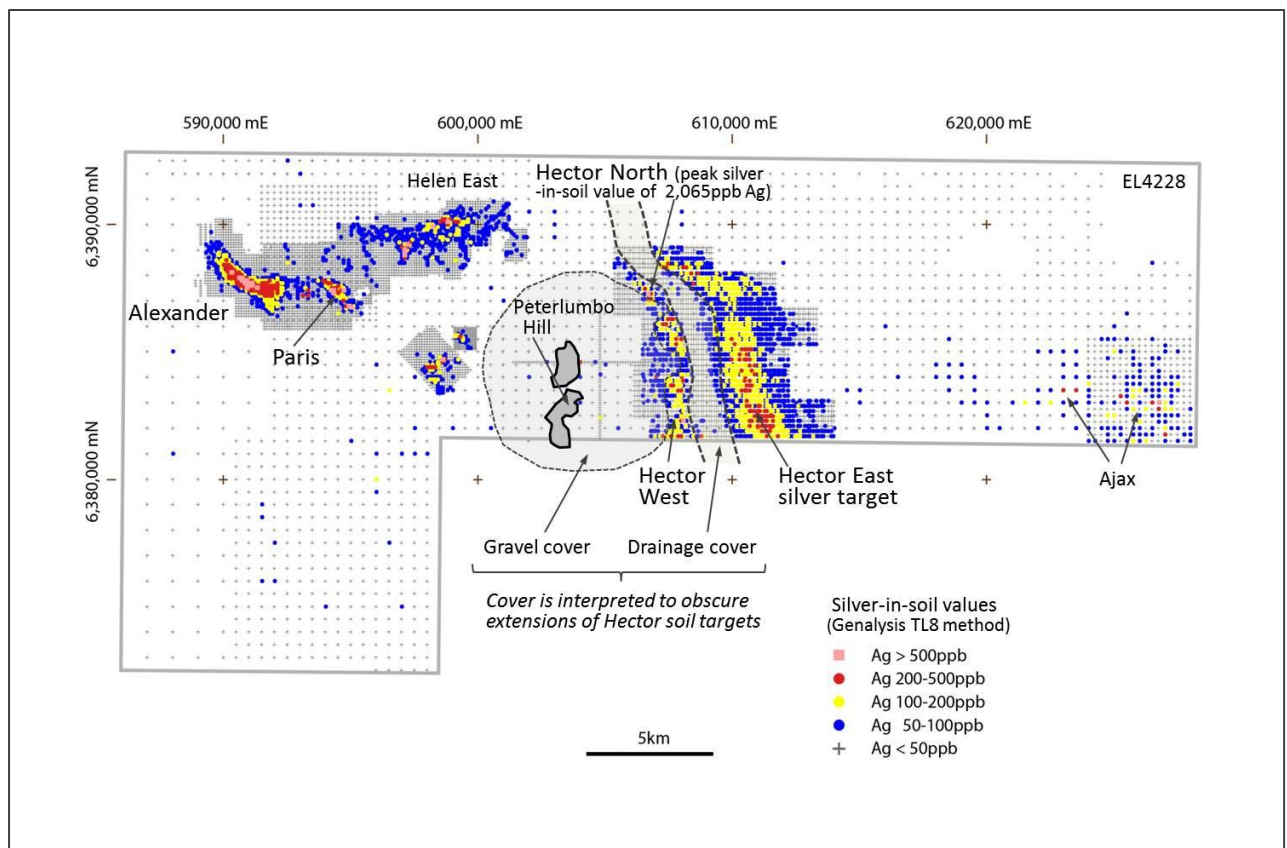 590,000 mE
600,000 mE
610,000 mE
620,000 mE
6,390,000 mN
6,380,000 mN
EL4228
Helen East
Hector North (peak silver
-in-soil value of 2,065ppb Ag)
Alexander
Paris
Peterlumbo
Hill
Hector
West
Hector East
silver target
Ajax
Gravel cover
Drainage cover
Cover is interpreted to obscure
extensions of Hector soil targets
Silver-in-soil values
(Genalysis TL8 method)
Ag > 500ppb
Ag 200-500ppb
Ag 100-200ppb
Ag 50-100ppb
Ag < 50ppb
5km